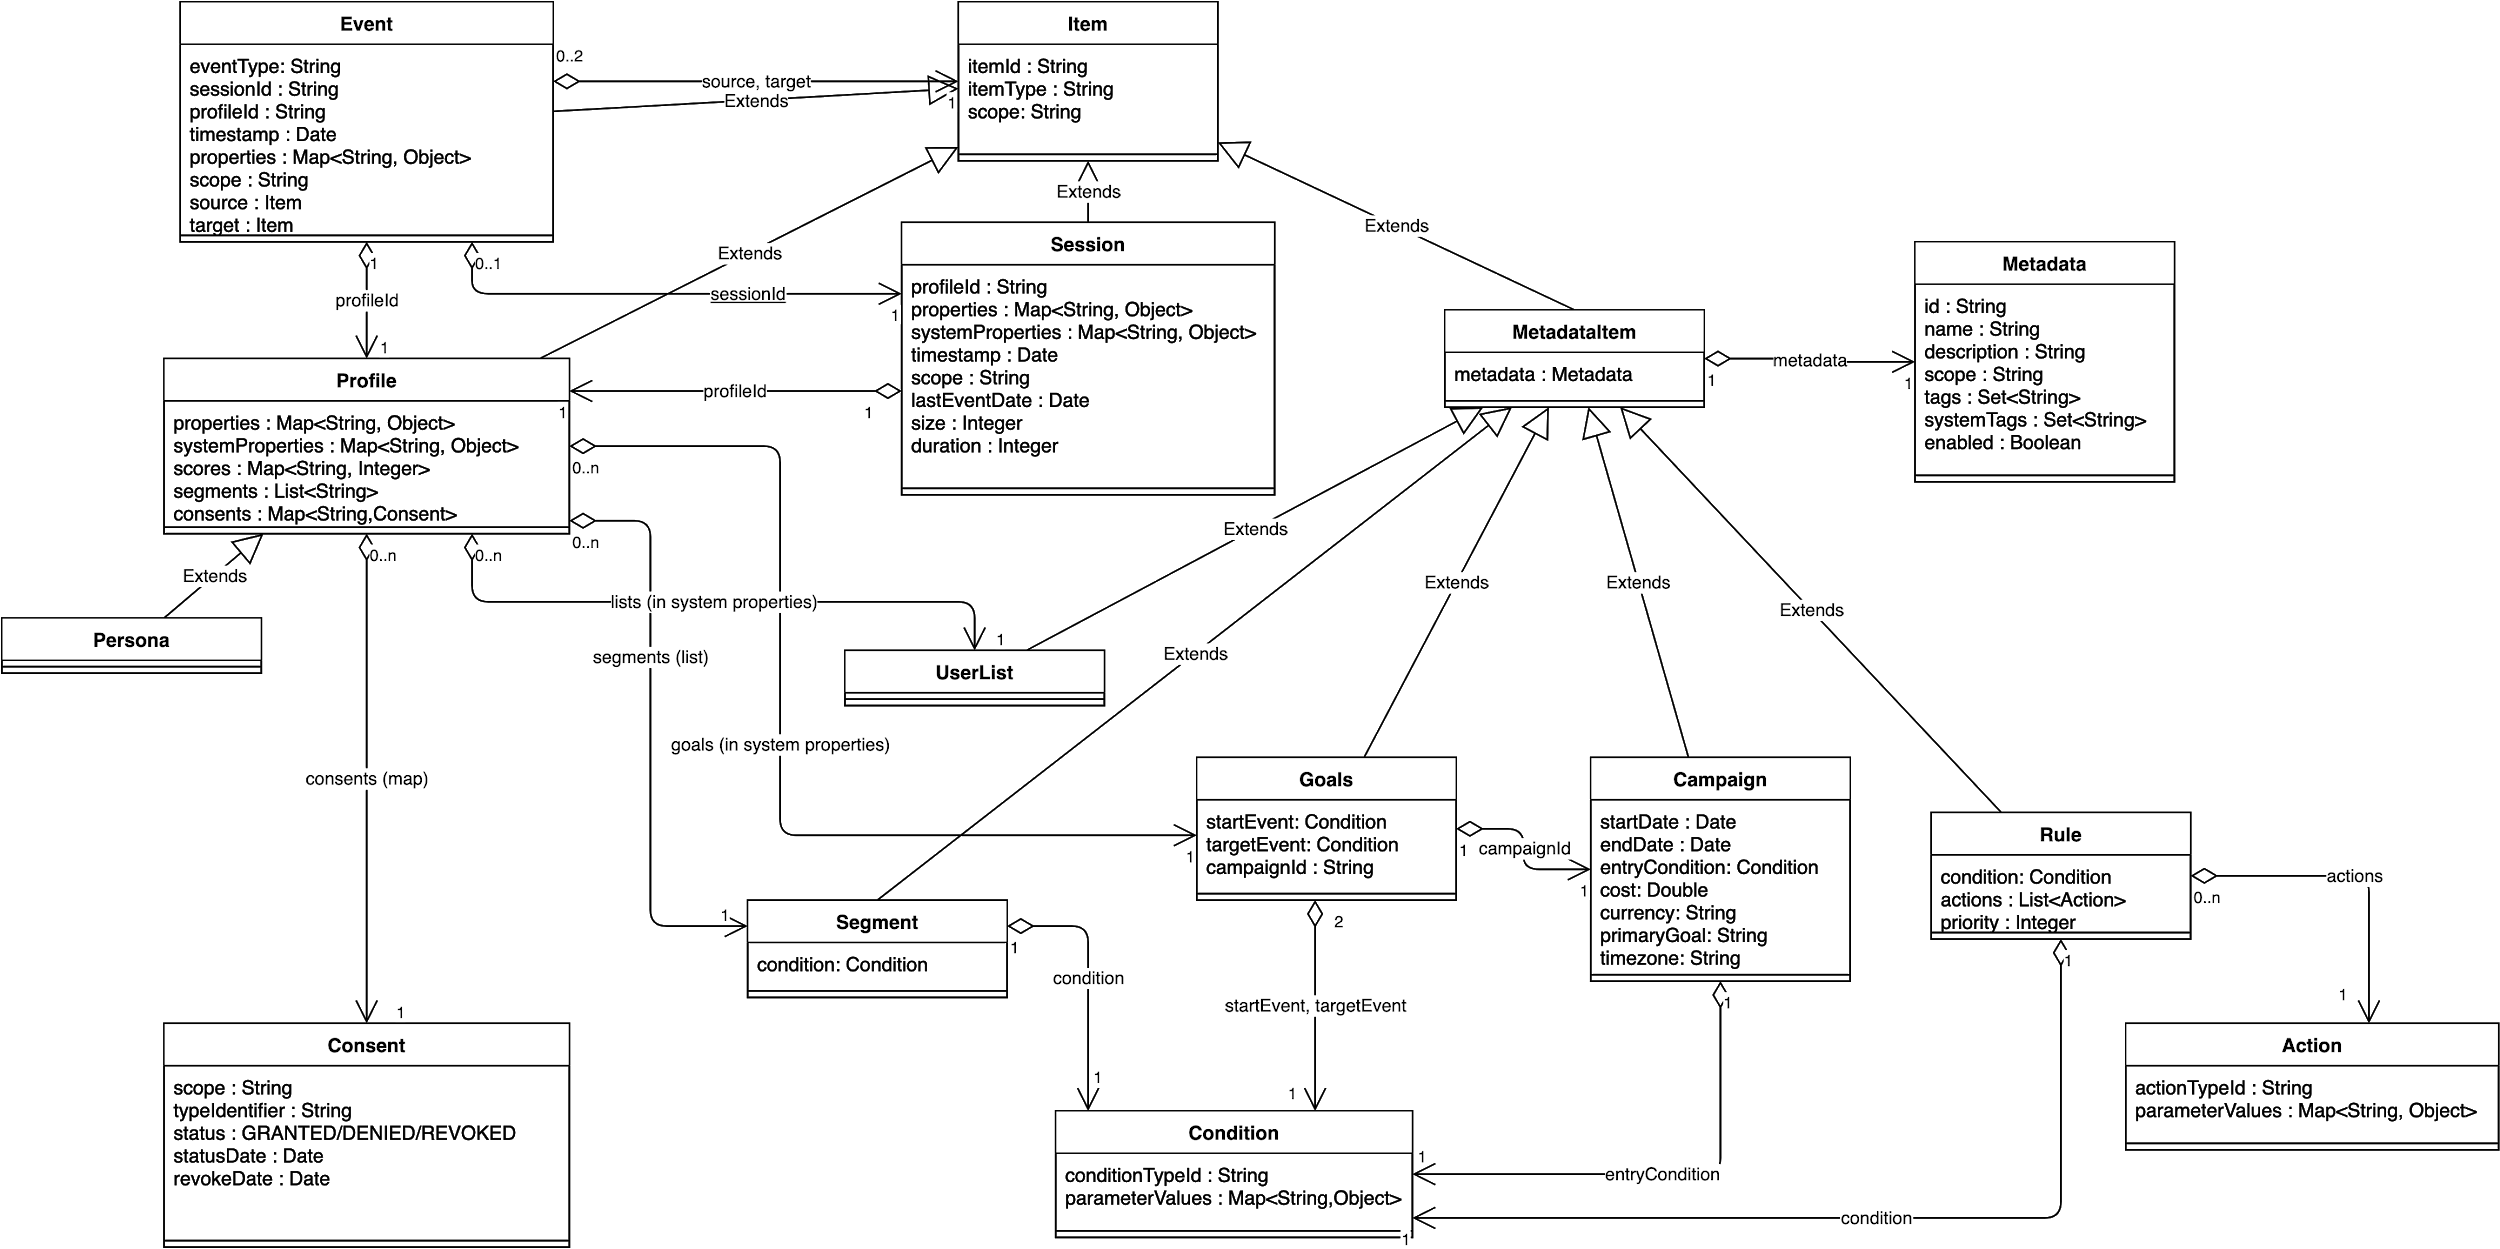 Event
eventType: String
sessionId : String
profileId : String
timestamp : Date
properties : Map<String, Object>
scope : String
source : Item
target : Item
0..2
source, target
Extends
1
Item
itemId : String
itemType : String
scope: String
1
profileId
1
0..1
sessionId
1
Extends
Extends
Extends
Session
profileId : String
properties : Map<String, Object>
systemProperties : Map<String, Object>
timestamp : Date
scope : String
lastEventDate : Date
size : Integer
duration : Integer
1
profileId
1
MetadataItem
metadata : Metadata
1
metadata
1
Metadata
id : String
name : String
description : String
scope : String
tags : Set<String>
systemTags : Set<String>
enabled : Boolean
Profile
properties : Map<String, Object>
systemProperties : Map<String, Object>
scores : Map<String, Integer>
segments : List<String>
consents : Map<String,Consent>
0..n
0..n
0..n
0..n
Extends
Persona
lists (in system properties)
1
segments (list)
1
goals (in system properties)
1
consents (map)
1
UserList
Extends
Extends
Extends
Extends
Extends
Goals
startEvent: Condition
targetEvent: Condition
campaignId : String
1
campaignId
1
Campaign
startDate : Date
endDate : Date
entryCondition: Condition
cost: Double
currency: String
primaryGoal: String
timezone: String
Rule
condition: Condition
actions : List<Action>
priority : Integer
0..n
actions
1
Segment
condition: Condition
1
condition
1
2
startEvent, targetEvent
1
1
entryCondition
1
1
condition
1
Consent
scope : String
typeIdentifier : String
status : GRANTED/DENIED/REVOKED
statusDate : Date
revokeDate : Date
Condition
conditionTypeId : String
parameterValues : Map<String,Object>
Action
actionTypeId : String
parameterValues : Map<String, Object>